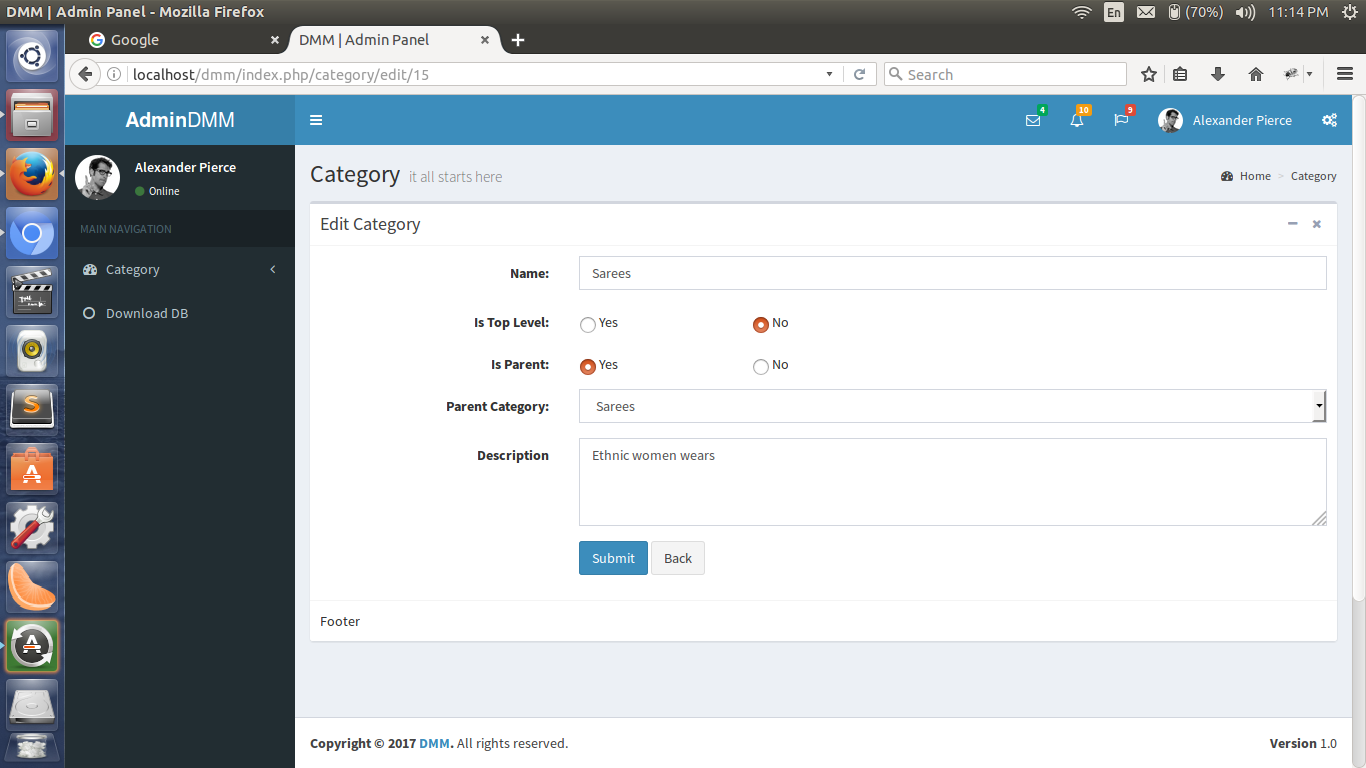 DMM | Admin Panel - Mozilla Firefox
En
(70%)
11:14 PM
Google
DMM | Admin Panel
localhost/dmm/index.php/category/edit/15
Search
AdminDMM
4
10
9
Alexander Pierce
Alexander Pierce
Online
MAIN NAVIGATION
Category
Download DB
Category it all starts here
Home > Category
Edit Category
Name: Sarees
Is Top Level: Yes No
Is Parent: Yes No
Parent Category: Sarees
Description Ethnic women wears
Submit Back
Footer
Copyright © 2017 DMM. All rights reserved.
Version 1.0